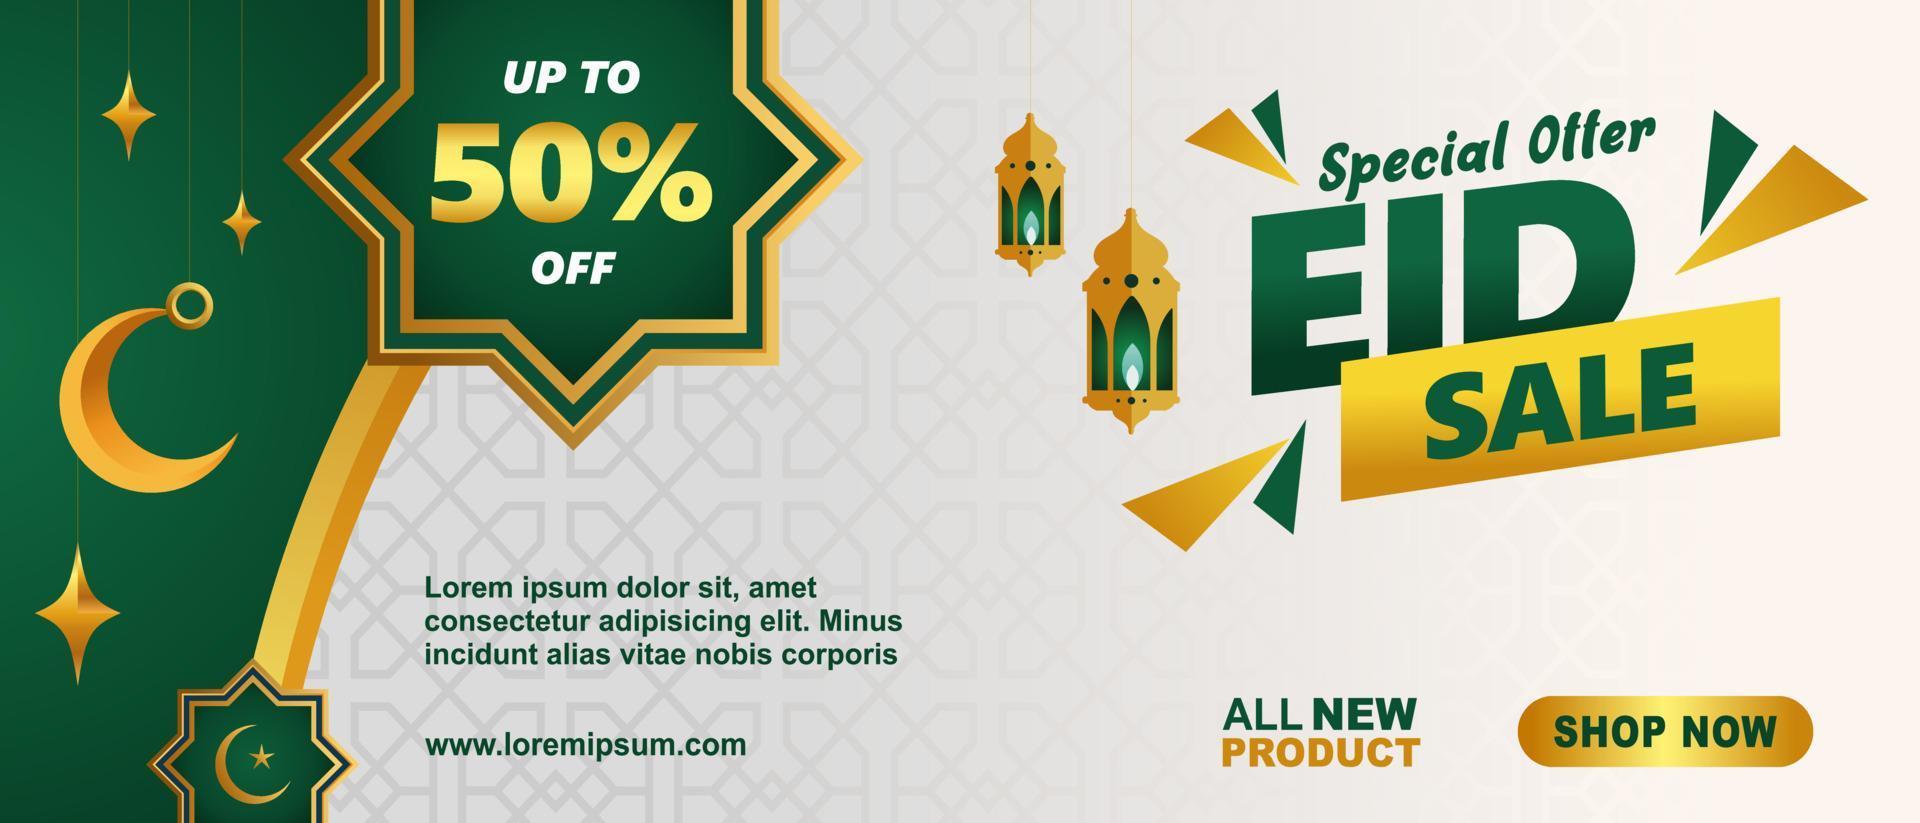 UP TO
50%
OFF
Special Offer
EID
SALE
Lorem ipsum dolor sit, amet
consectetur adipisicing elit. Minus
incidunt alias vitae nobis corporis
www.loremipsum.com
ALL NEW
PRODUCT
SHOP NOW